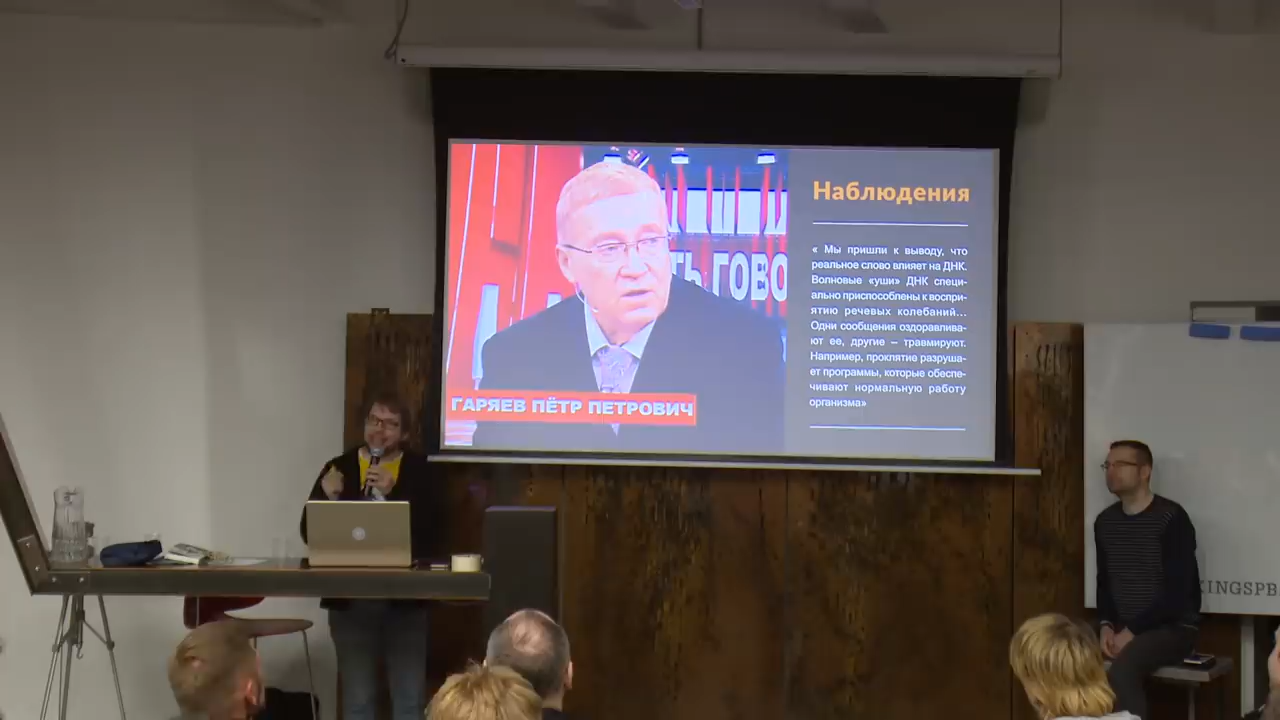 ТЬ ГОВО
ГАРЯЕВ ПЁТР ПЕТРОВИЧ
Наблюдения
« Мы пришли к выводу, что
реальное слово влияет на ДНК.
Волновые «уши» ДНК специ-
ально приспособлены к воспри-
ятию речевых колебаний...
Одни сообщения оздоравлива-
ют ее, другие – травмируют.
Например, проклятие разруша-
ет программы, которые обеспе-
чивают нормальную работу
организма»
KINGSPB